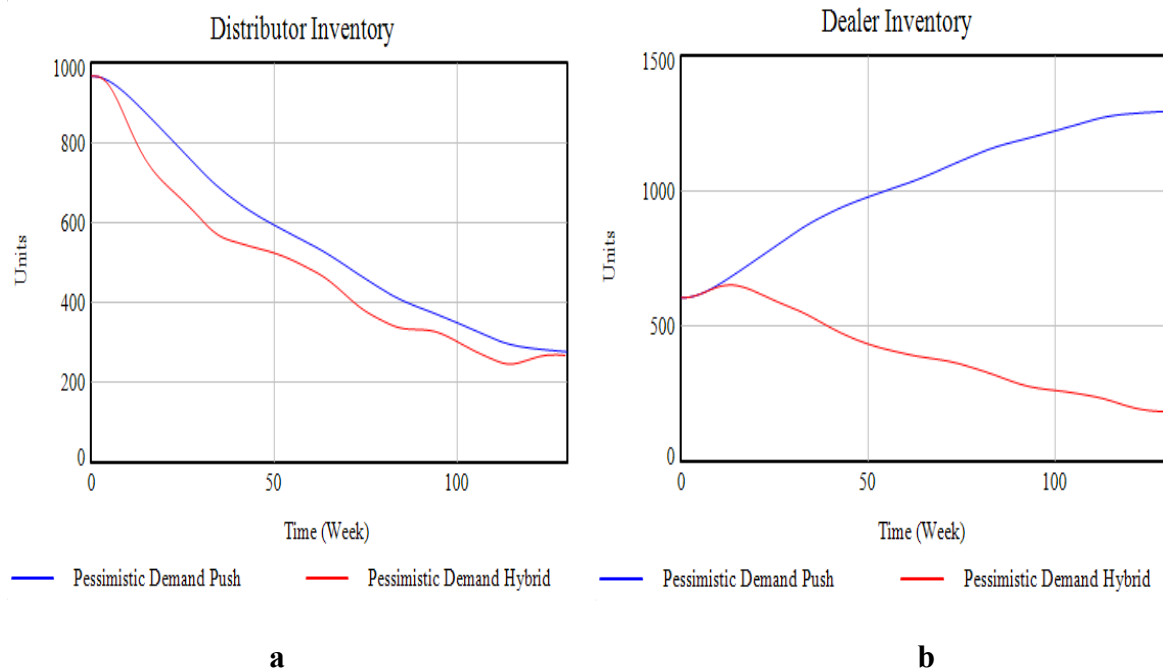 Distributor Inventory
1000
800
600
400
200
0
Units
0 50 100
Time (Week)
Pessimistic Demand Push Pessimistic Demand Hybrid
a
Dealer Inventory
1500
1000
500
0
Units
0 50 100
Time (Week)
Pessimistic Demand Push Pessimistic Demand Hybrid
b